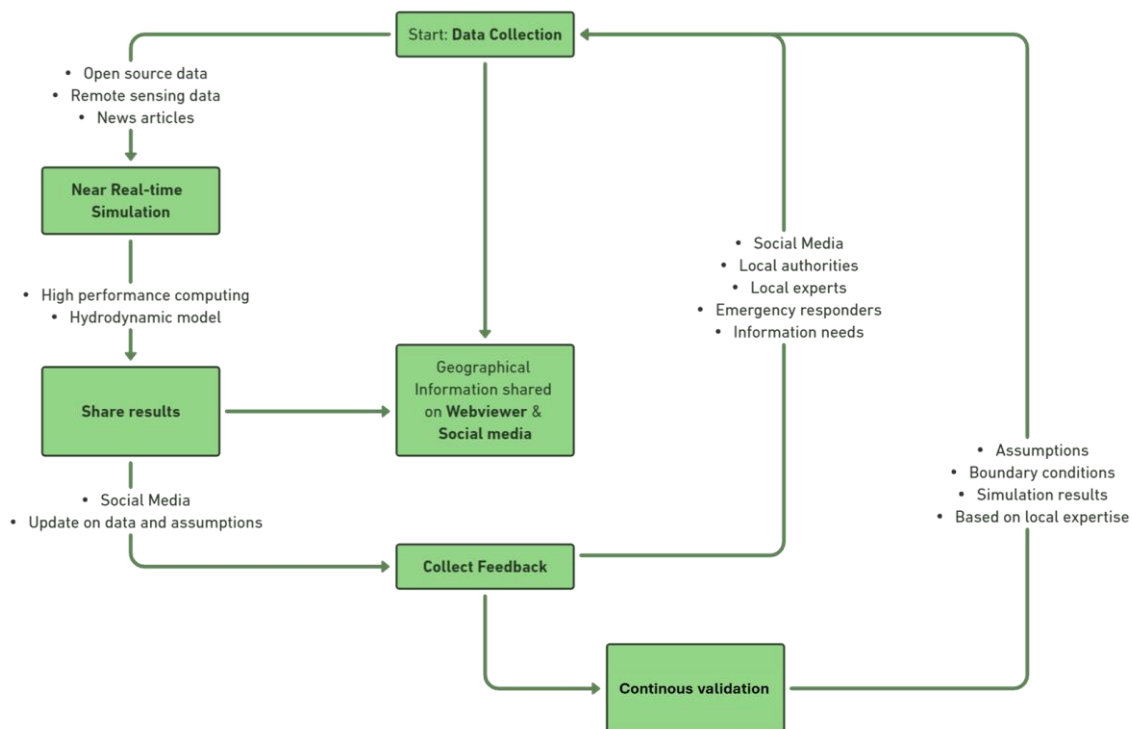 Start: Data Collection
• Open source data
• Remote sensing data
• News articles
Near Real-time
Simulation
• High performance computing
• Hydrodynamic model
Share results
Geographical
Information shared
on Webviewer &
Social media
• Social Media
• Update on data and assumptions
Collect Feedback
• Social Media
• Local authorities
• Local experts
• Emergency responders
• Information needs
Continous validation
• Assumptions
• Boundary conditions
• Simulation results
• Based on local expertise